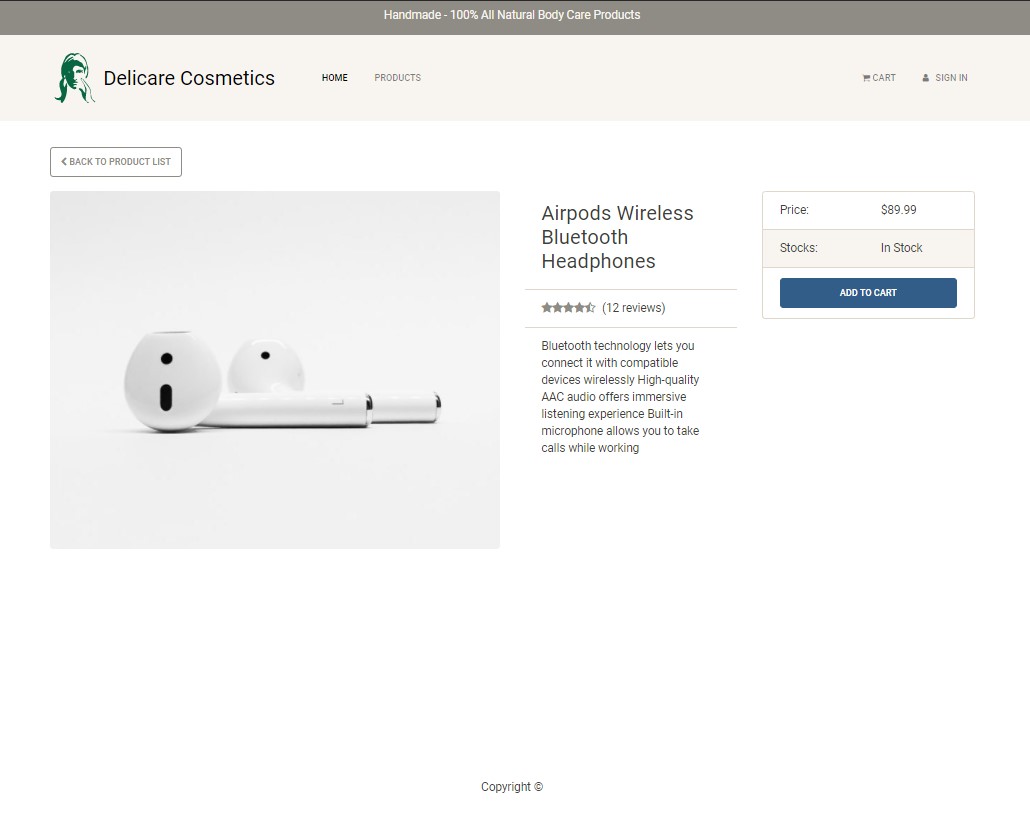 Handmade - 100% All Natural Body Care Products
Delicare Cosmetics
HOME
PRODUCTS
CART
SIGN IN
BACK TO PRODUCT LIST
Airpods Wireless
Bluetooth
Headphones
(12 reviews)
Bluetooth technology lets you
connect it with compatible
devices wirelessly High-quality
AAC audio offers immersive
listening experience Built-in
microphone allows you to take
calls while working
Price: $89.99
Stocks: In Stock
ADD TO CART
L
Copyright ©